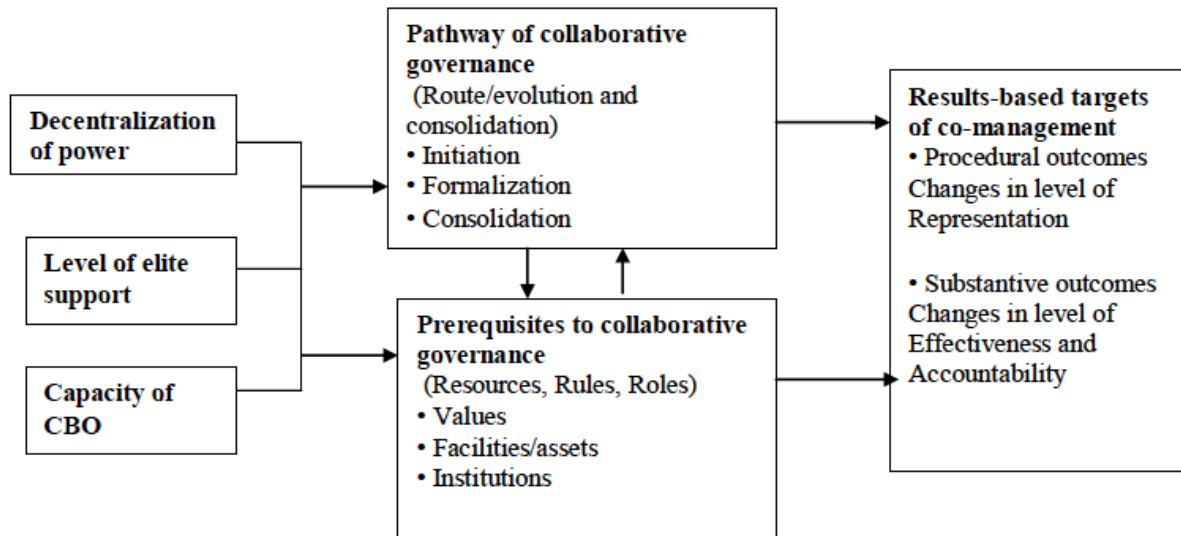 Decentralization
of power
Level of elite
support
Capacity of
CBO
Pathway of collaborative
governance
(Route/evolution and
consolidation)
• Initiation
• Formalization
• Consolidation
Prerequisites to collaborative
governance
(Resources, Rules, Roles)
• Values
• Facilities/assets
• Institutions
Results-based targets
of co-management
• Procedural outcomes
Changes in level of
Representation
• Substantive outcomes
Changes in level of
Effectiveness and
Accountability